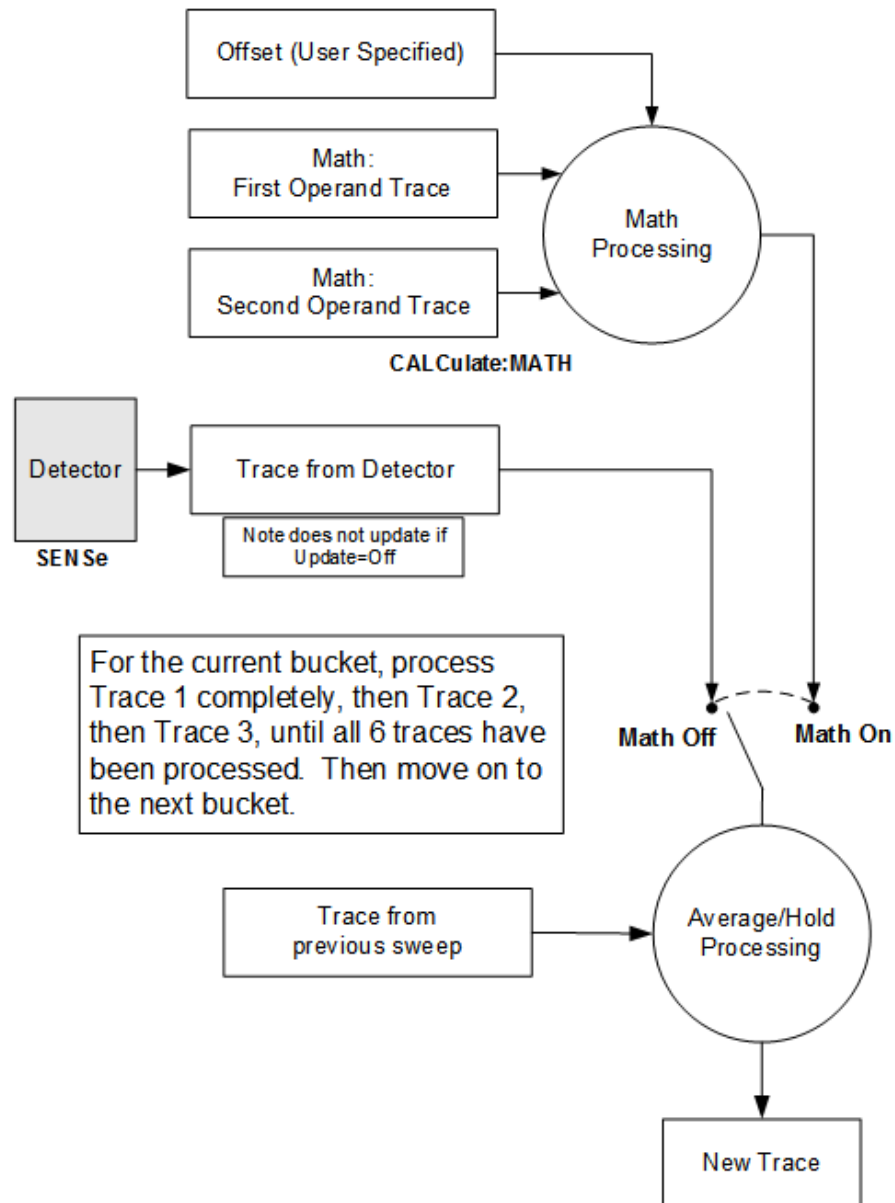 Offset (User Specified)
Math:
First Operand Trace
Math
Processing
Math:
Second Operand Trace
CALCulate:MATH
Detector
Trace from Detector
Note does not update if
Update=Off
SENSe
For the current bucket, process
Trace 1 completely, then Trace 2,
then Trace 3, until all 6 traces have
been processed.  Then move on to
the next bucket.
Math Off
Math On
Trace from
previous sweep
Average/Hold
Processing
New Trace